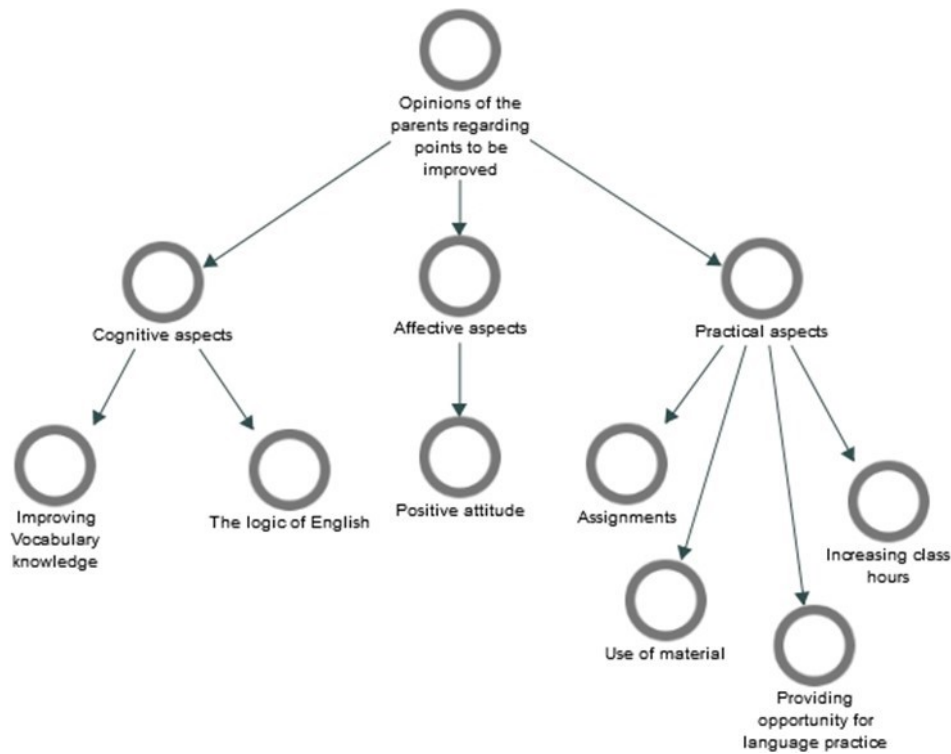 Opinions of the
parents regarding
points to be
improved
Cognitive aspects
Affective aspects
Practical aspects
Improving
Vocabulary
knowledge
The logic of English
Positive attitude
Assignments
Increasing class
hours
Use of material
Providing
opportunity for
language practice